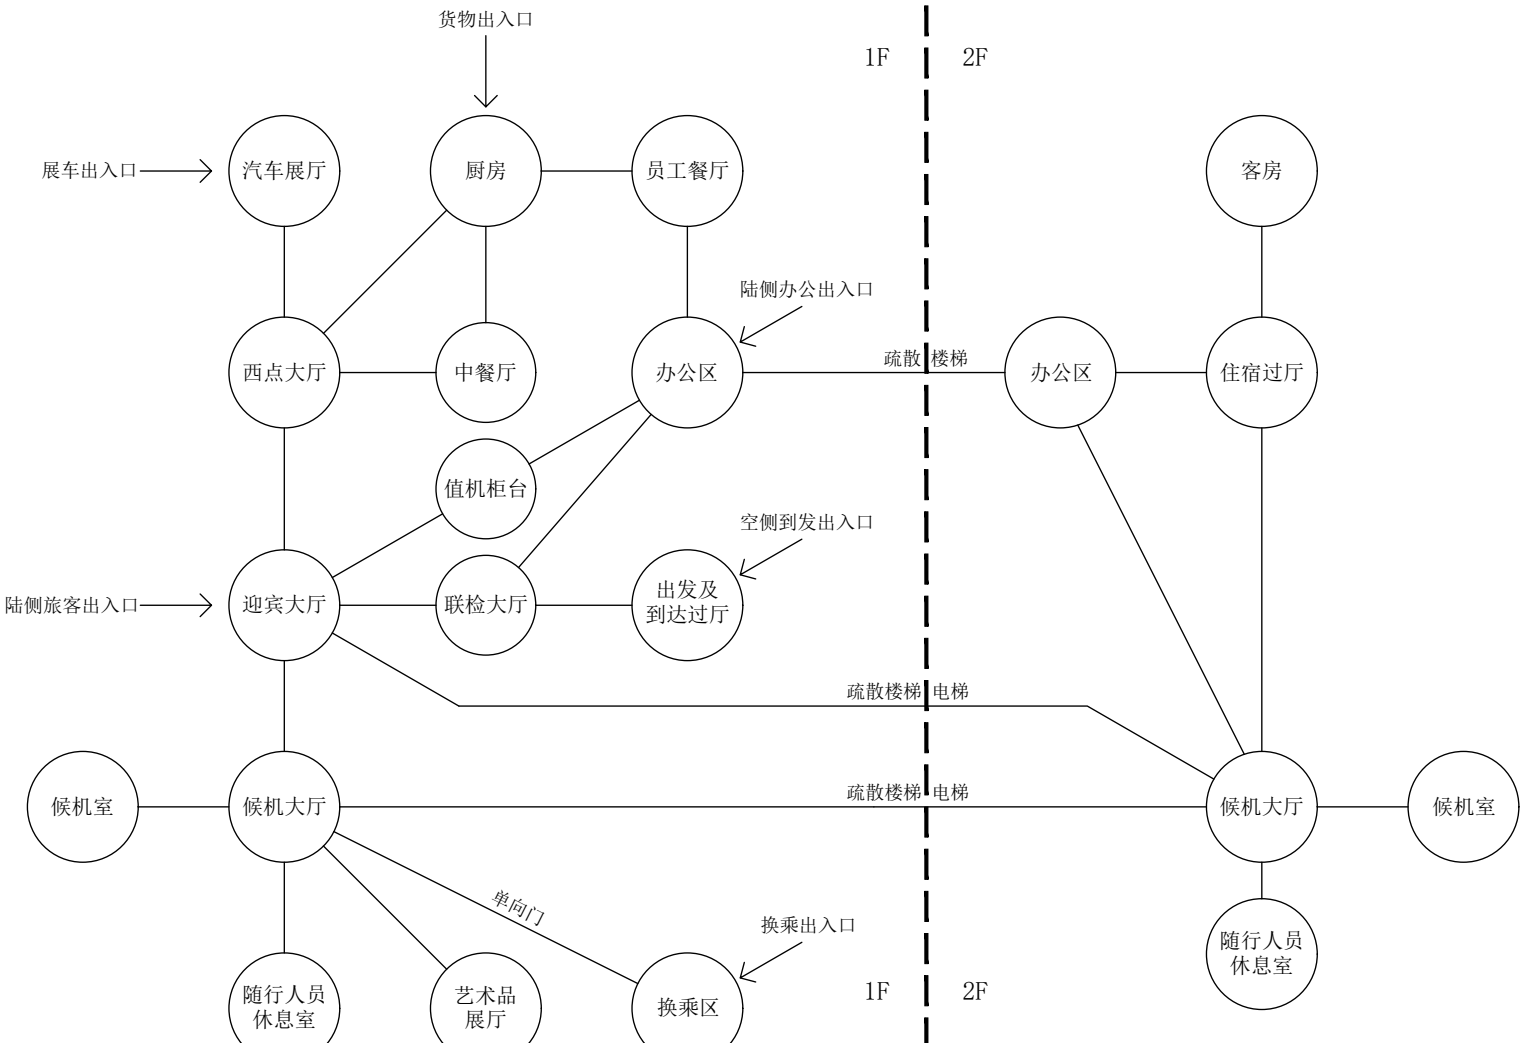 货物出入口
1F
2F
展车出入口
汽车展厅
厨房
员工餐厅
客房
陆侧办公出入口
西点大厅
中餐厅
办公区
疏散楼梯
办公区
住宿过厅
值机柜台
空侧到发出入口
陆侧旅客出入口
迎宾大厅
联检大厅
出发及
到达过厅
疏散楼梯 电梯
候机室
候机大厅
疏散楼梯 电梯
候机大厅
候机室
单向门
换乘出入口
随行人员
休息室
随行人员
休息室
艺术品
展厅
换乘区
1F
2F